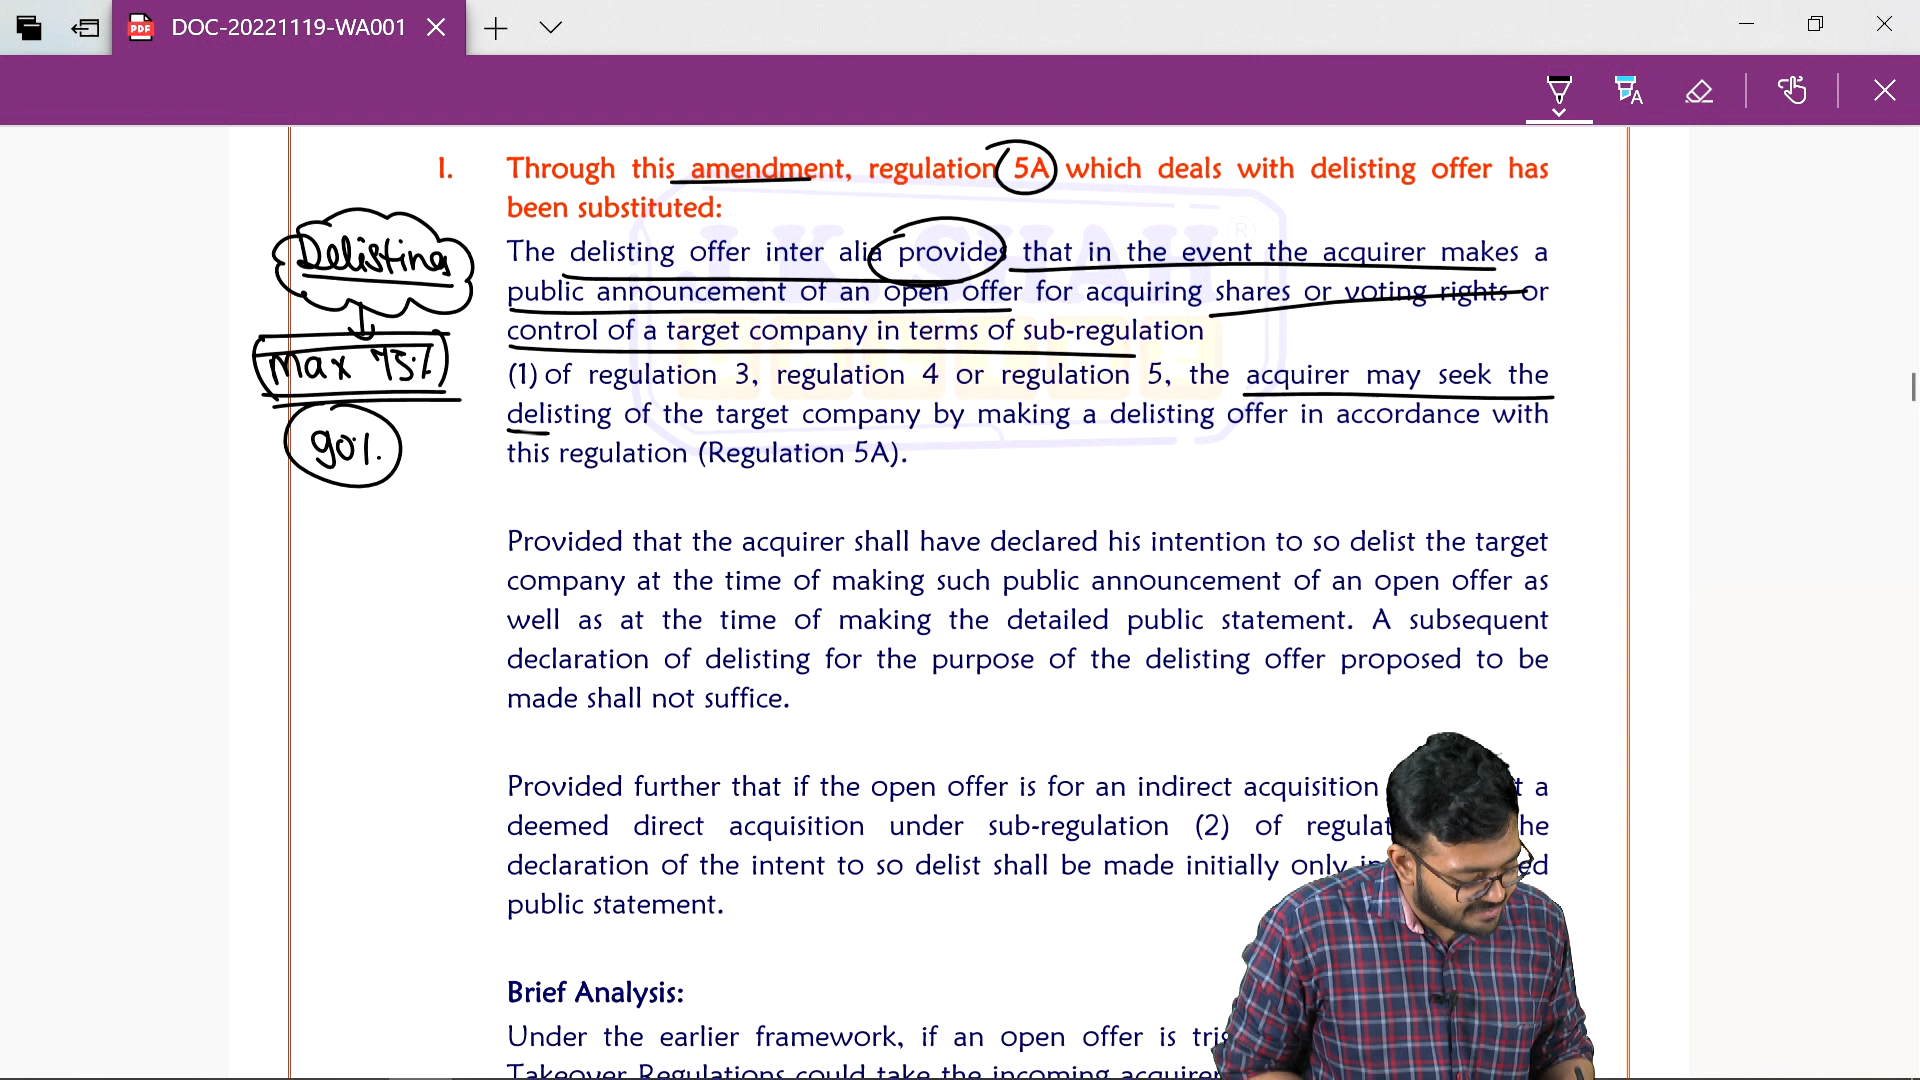 DOC-20221119-WA001
1. Through this amendment, regulation 5A which deals with delisting offer has
been substituted:
The delisting offer inter alia provides that in the event the acquirer makes a
public announcement of an open offer for acquiring shares or voting rights or
control of a target company in terms of sub-regulation
(1) of regulation 3, regulation 4 or regulation 5, the acquirer may seek the
delisting of the target company by making a delisting offer in accordance with
this regulation (Regulation 5A).
Delisting
Max 75%
90%.
Provided that the acquirer shall have declared his intention to so delist the target
company at the time of making such public announcement of an open offer as
well as at the time of making the detailed public statement. A subsequent
declaration of delisting for the purpose of the delisting offer proposed to be
made shall not suffice.
Provided further that if the open offer is for an indirect acquisition a
deemed direct acquisition under sub-regulation (2) of
declaration of the intent to so delist shall be made initially only
public statement.
Brief Analysis:
Under the earlier framework, if an open offer is
Takeover Regulations could take the incoming
J.K. SHAH